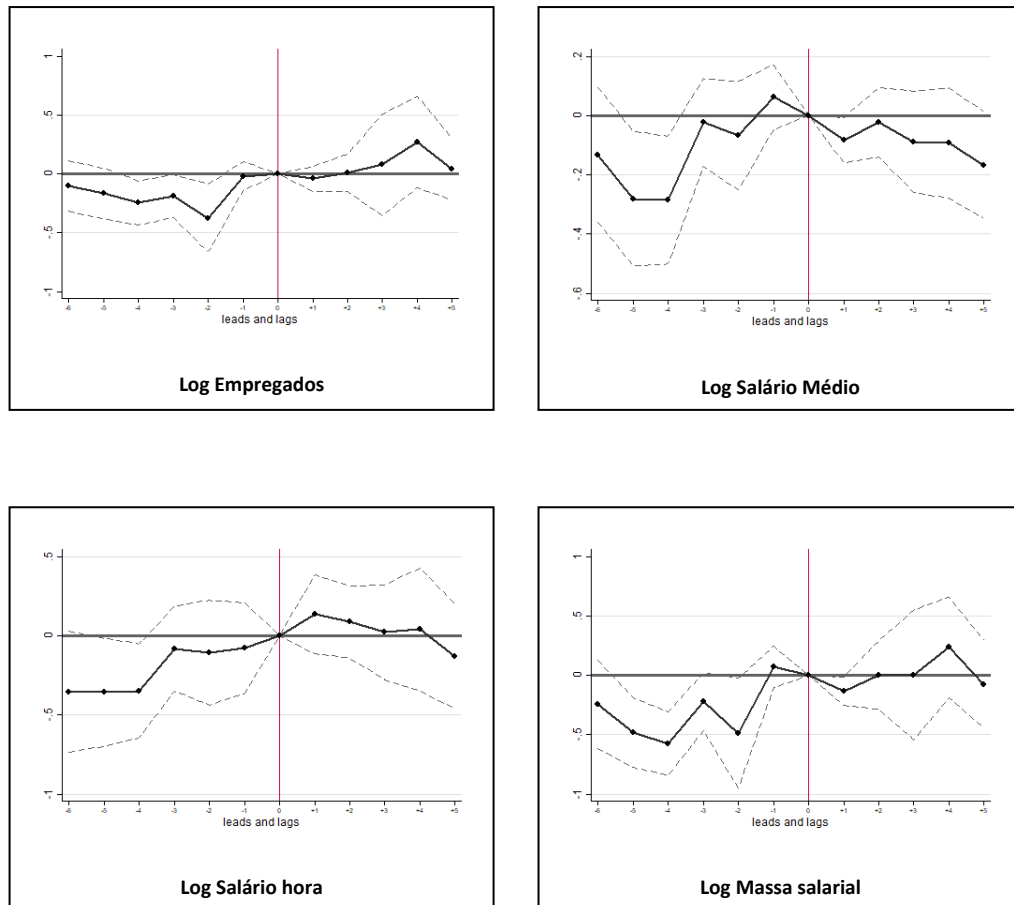 1
.5
0
-.5
-1
-6 -5 -4 -3 -2 -1 0 +1 +2 +3 +4 +5
leads and lags
Log Empregados
.2
0
-.2
-.4
-.6
-6 -5 -4 -3 -2 -1 0 +1 +2 +3 +4 +5
leads and lags
Log Salário Médio
.5
0
-.5
-1
-6 -5 -4 -3 -2 -1 0 +1 +2 +3 +4 +5
leads and lags
Log Salário hora
1
.5
0
-.5
-1
-6 -5 -4 -3 -2 -1 0 +1 +2 +3 +4 +5
leads and lags
Log Massa salarial